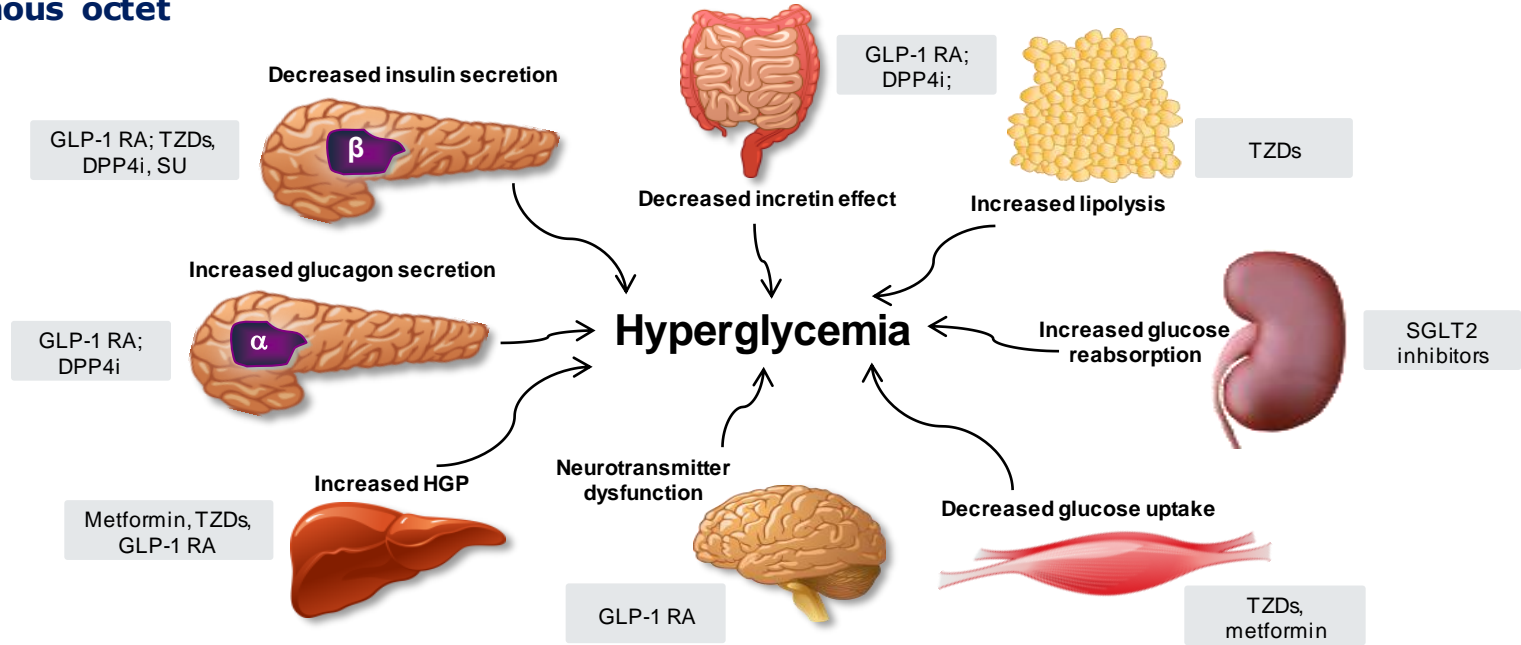 octet
Decreased insulin secretion
GLP-1 RA; TZDs,
DPP4i, SU
β
GLP-1 RA;
DPP4i;
Decreased incretin effect
TZDs
Increased lipolysis
Increased glucagon secretion
GLP-1 RA;
DPP4i
α
Hyperglycemia
Increased glucose
reabsorption
SGLT2
inhibitors
Increased HGP
Metformin, TZDs,
GLP-1 RA
Neurotransmitter
dysfunction
GLP-1 RA
Decreased glucose uptake
TZDs,
metformin